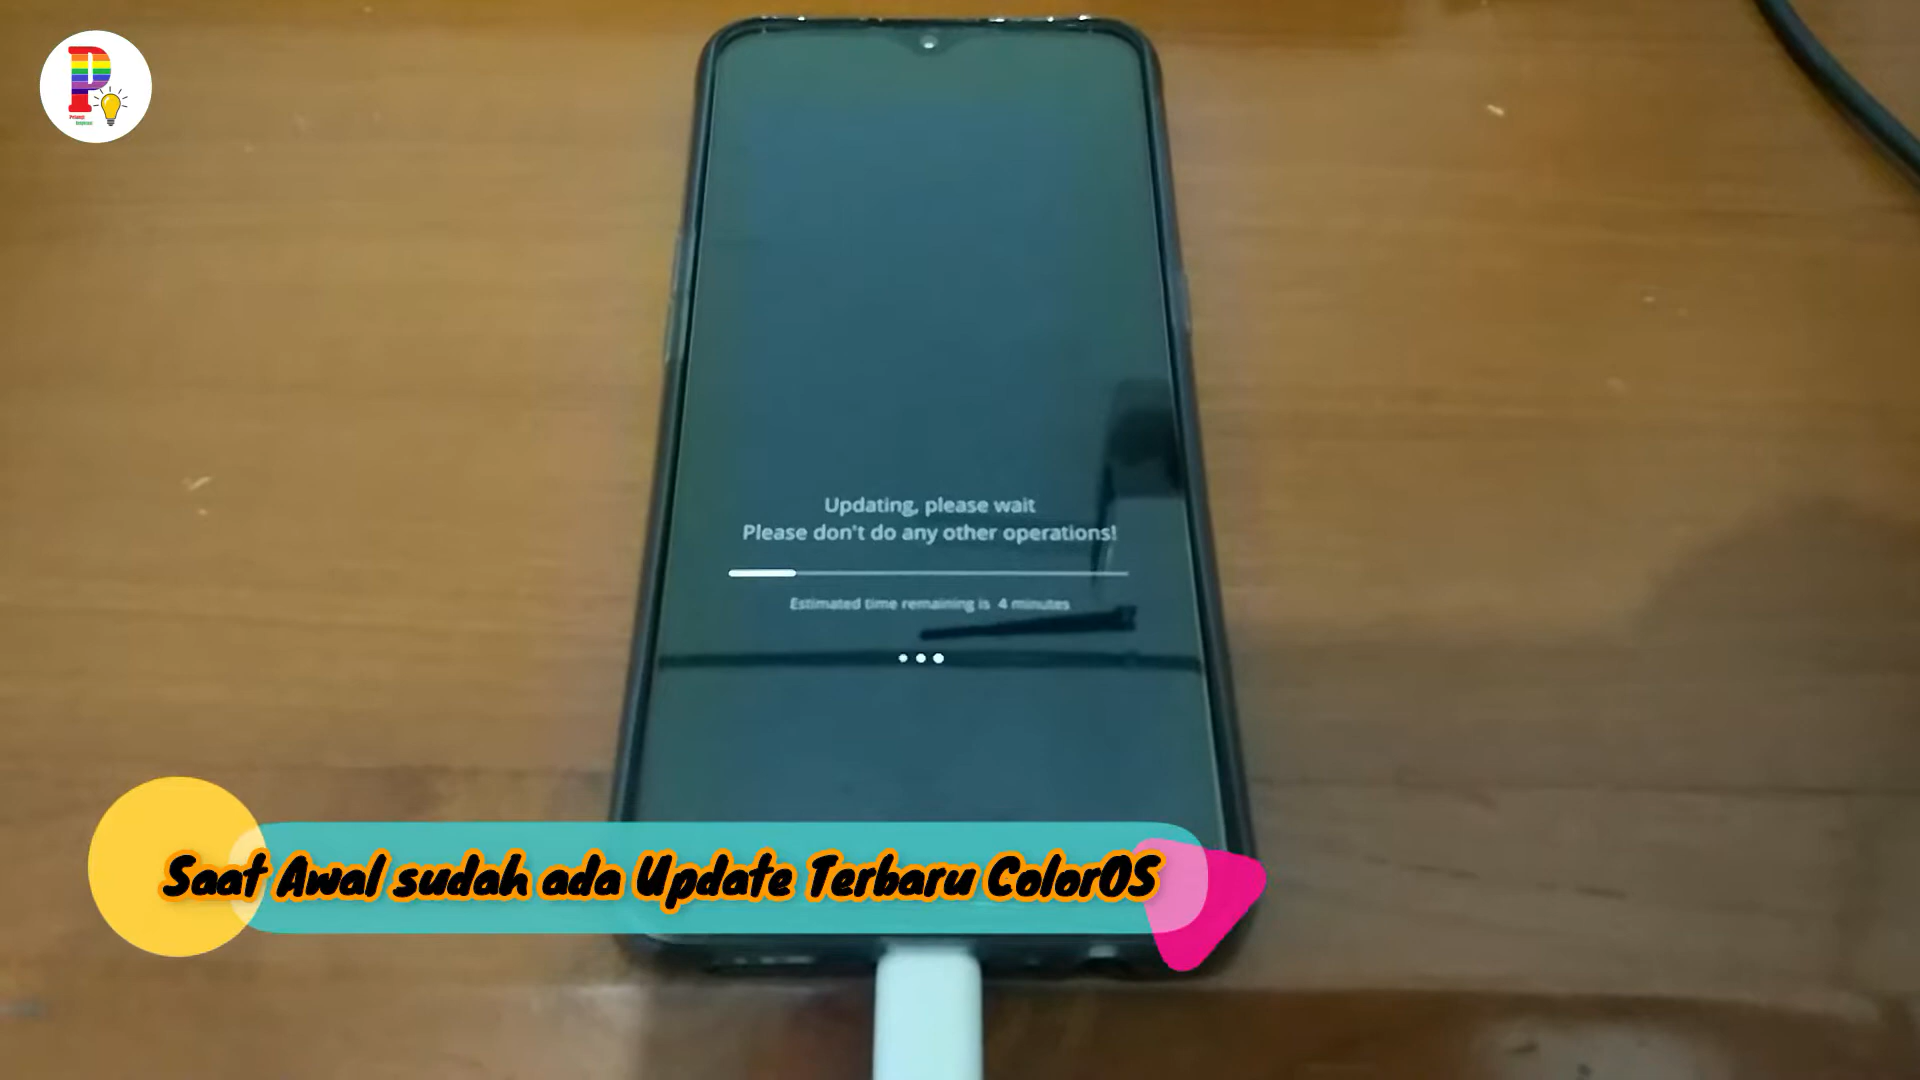 P
Updating, please wait
Please don't do any other operations!
Estimated time remaining is 4 minutes
Saat Awal sudah ada Update Terbaru ColorOS